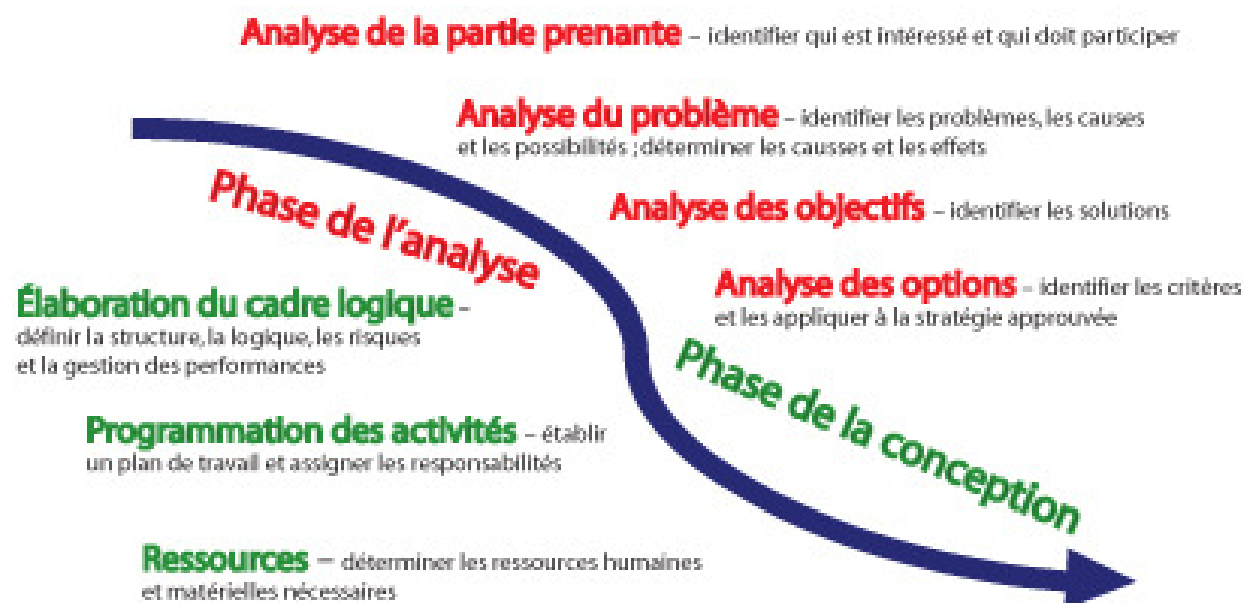 Analyse de la partie prenante – identifier qui est intéressé et qui doit participer
Analyse du problème – identifier les problèmes, les causes
et les possibilités ; déterminer les causses et les effets
Phase de l'analyse
Analyse des objectifs – identifier les solutions
Analyse des options – identifier les critères
et les appliquer à la stratégie approuvée
Élaboration du cadre logique –
définir la structure, la logique, les risques
et la gestion des performances
Phase de la conception
Programmation des activités – établir
un plan de travail et assigner les responsabilités
Ressources – déterminer les ressources humaines
et matérielles nécessaires